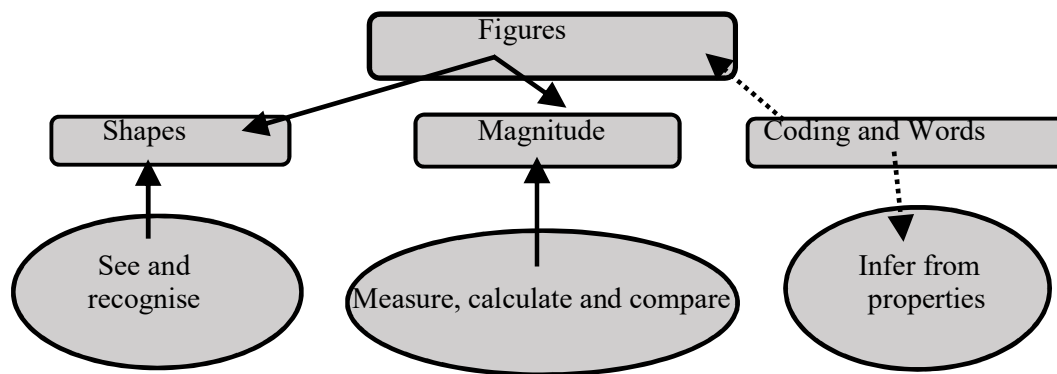 Figures
Shapes
Magnitude
Coding and Words
See and
recognise
Measure, calculate and compare
Infer from
properties